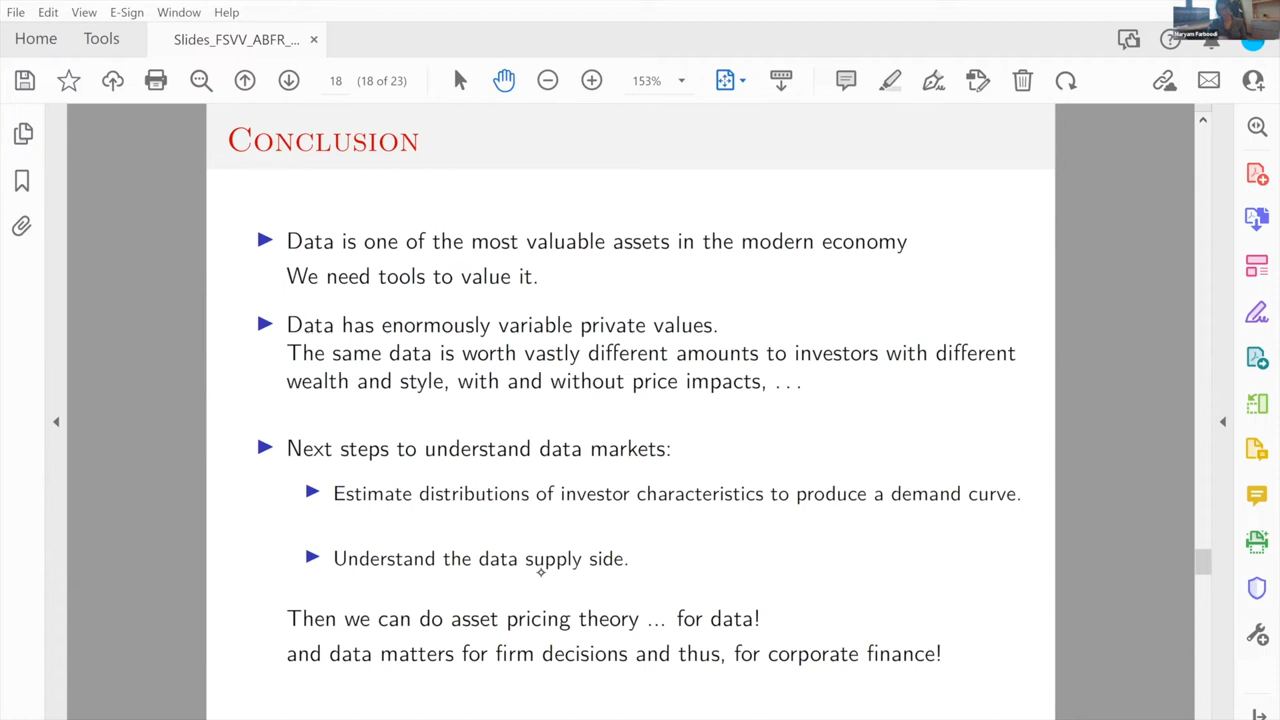 File Edit View E-Sign Window Help
Maryam Farboodi
Home Tools Slides_FSVV_ABFR_... ×
18 (18 of 23) 153%
CONCLUSION
Data is one of the most valuable assets in the modern economy
We need tools to value it.
Data has enormously variable private values.
The same data is worth vastly different amounts to investors with different
wealth and style, with and without price impacts, ...
Next steps to understand data markets:
Estimate distributions of investor characteristics to produce a demand curve.
Understand the data supply side.
Then we can do asset pricing theory ... for data!
and data matters for firm decisions and thus, for corporate finance!